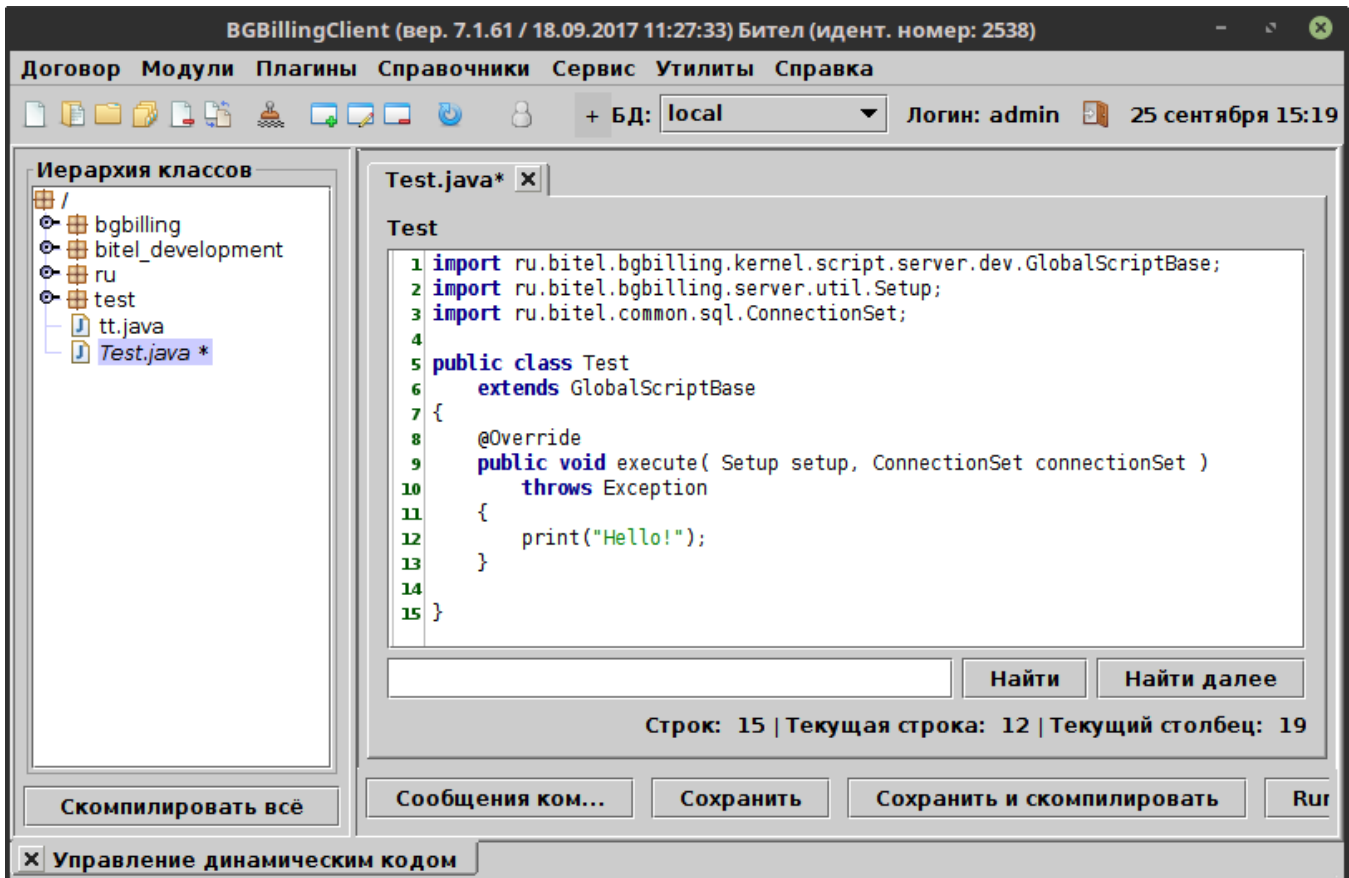 BGBillingClient (вер. 7.1.61 / 18.09.2017 11:27:33) Бител (идент. номер: 2538)
Договор Модули Плагины Справочники Сервис Утилиты Справка
+ БД: local Логин: admin 25 сентября 15:19
Иерархия классов
/
bgbilling
bitel_development
ru
test
tt.java
Test.java *
Скомпилировать всё
Test.java*
Test
1 import ru.bitel.bgbilling.kernel.script.server.dev.GlobalScriptBase;
2 import ru.bitel.bgbilling.server.util.Setup;
3 import ru.bitel.common.sql.ConnectionSet;
4
5 public class Test
6 extends GlobalScriptBase
7 {
8 @Override
9 public void execute( Setup setup, ConnectionSet connectionSet )
10 throws Exception
11 {
12 print("Hello!");
13 }
14
15 }
Найти Найти далее
Строк: 15 | Текущая строка: 12 | Текущий столбец: 19
Сообщения ком... Сохранить Сохранить и скомпилировать Rur
Управление динамическим кодом